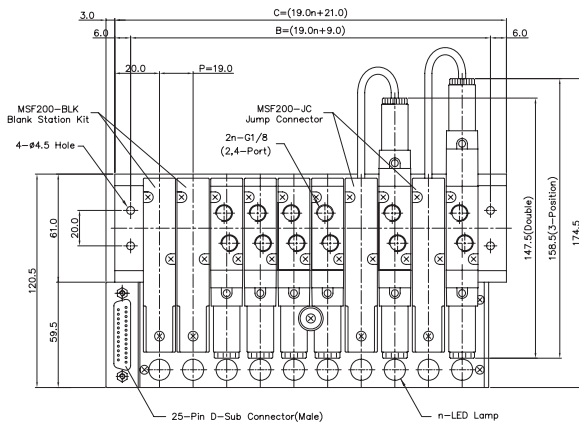 3.0
C=(19.0n+21.0)
6.0
B=(19.0n+9.0)
6.0
20.0
P=19.0
MSF200-BLK
Blank Station Kit
MSF200-JC
Jump Connector
4-ø4.5 Hole
2n-G1/8
(2,4-Port)
61.0
20.0
120.5
59.5
147.5(Double)
158.5(3-Position)
174.5
25-Pin D-Sub Connector(Male)
n-LED Lamp